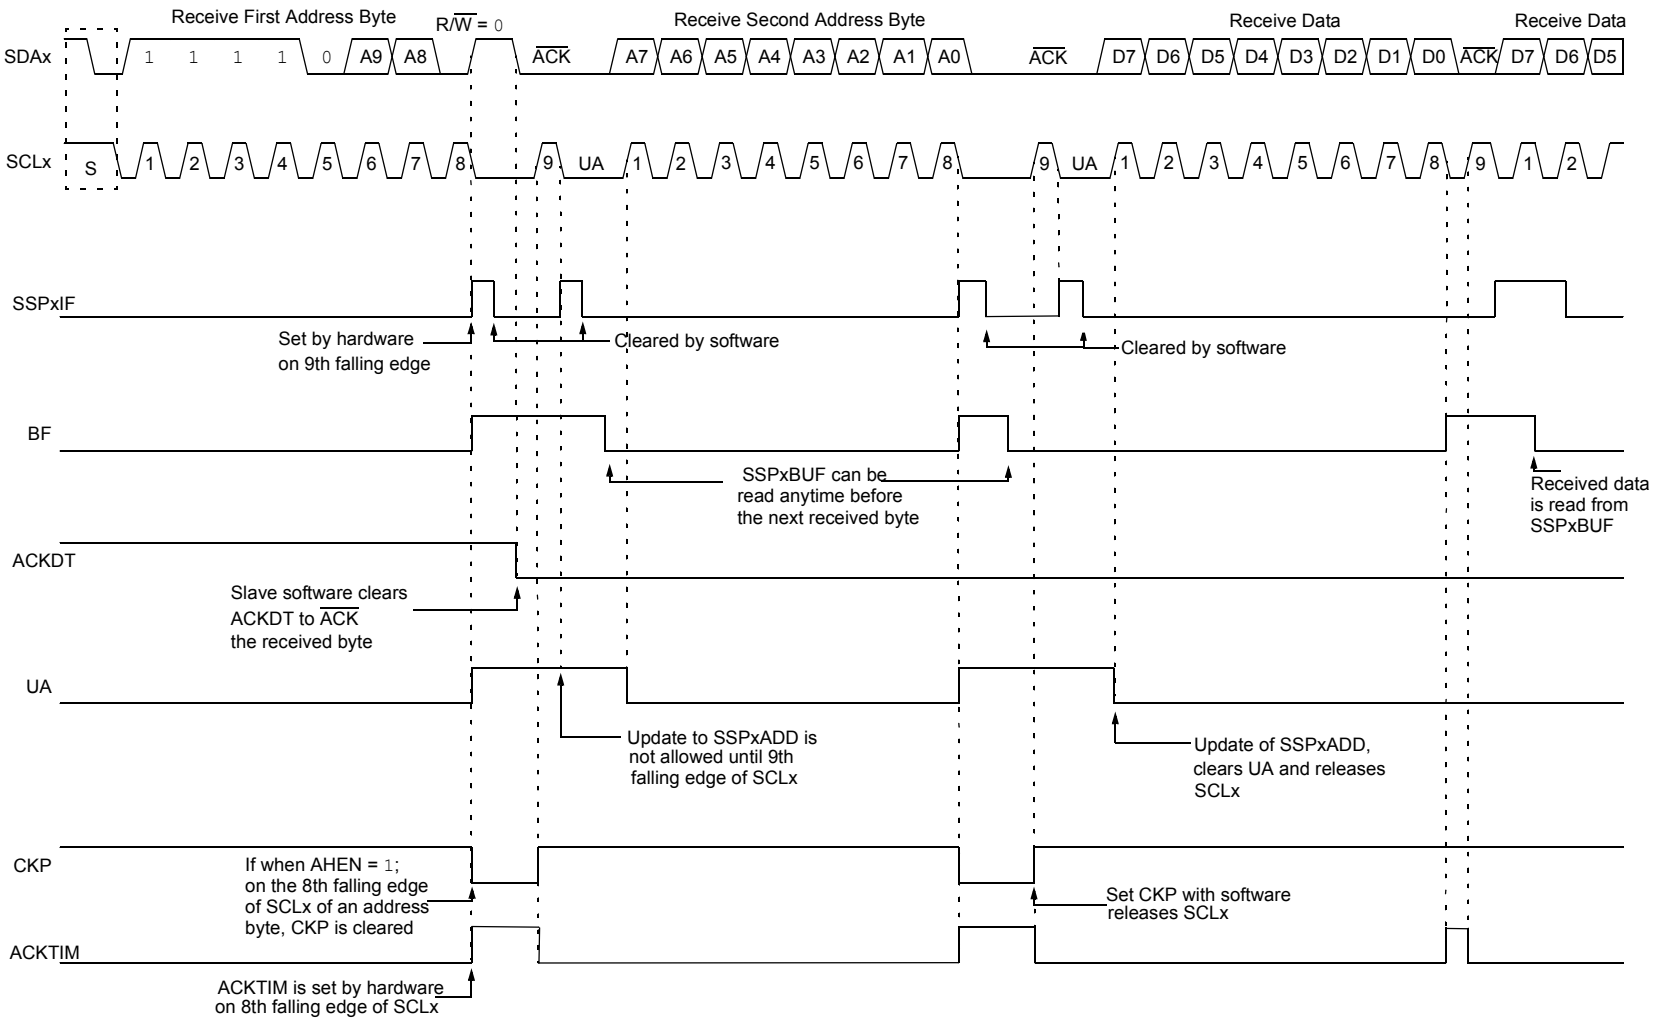 Receive First Address Byte
R/W = 0
Receive Second Address Byte
Receive Data
Receive Data
SDAx
1 1 1 1 0 A9 A8
ACK
A7 A6 A5 A4 A3 A2 A1 A0
ACK
D7 D6 D5 D4 D3 D2 D1 D0 ACK D7 D6 D5
SCLx
S 1 2 3 4 5 6 7 8 9 UA 1 2 3 4 5 6 7 8 9 UA 1 2 3 4 5 6 7 8 9 1 2
SSPxIF
Set by hardware
on 9th falling edge
Cleared by software
Cleared by software
BF
SSPxBUF can be
read anytime before
the next received byte
Received data
is read from
SSPxBUF
ACKDT
Slave software clears
ACKDT to ACK
the received byte
UA
Update to SSPxADD is
not allowed until 9th
falling edge of SCLx
Update of SSPxADD,
clears UA and releases
SCLx
CKP
If when AHEN = 1;
on the 8th falling edge
of SCLx of an address
byte, CKP is cleared
Set CKP with software
releases SCLx
ACKTIM
ACKTIM is set by hardware
on 8th falling edge of SCLx